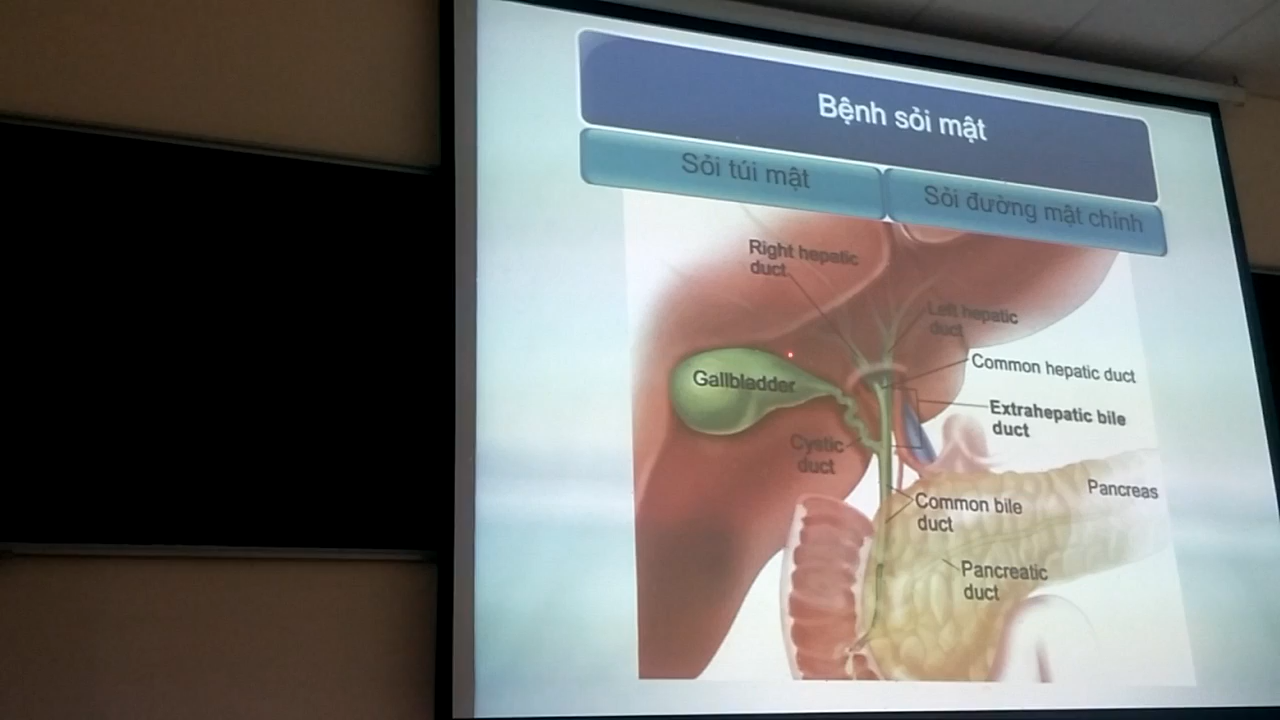 Bệnh sỏi mật
Sỏi túi mật
Sỏi đường mật chính
Right hepatic
duct
Left hepatic
duct
Common hepatic duct
Gallbladder
Extrahepatic bile
duct
Cystic
duct
Pancreas
Common bile
duct
Pancreatic
duct